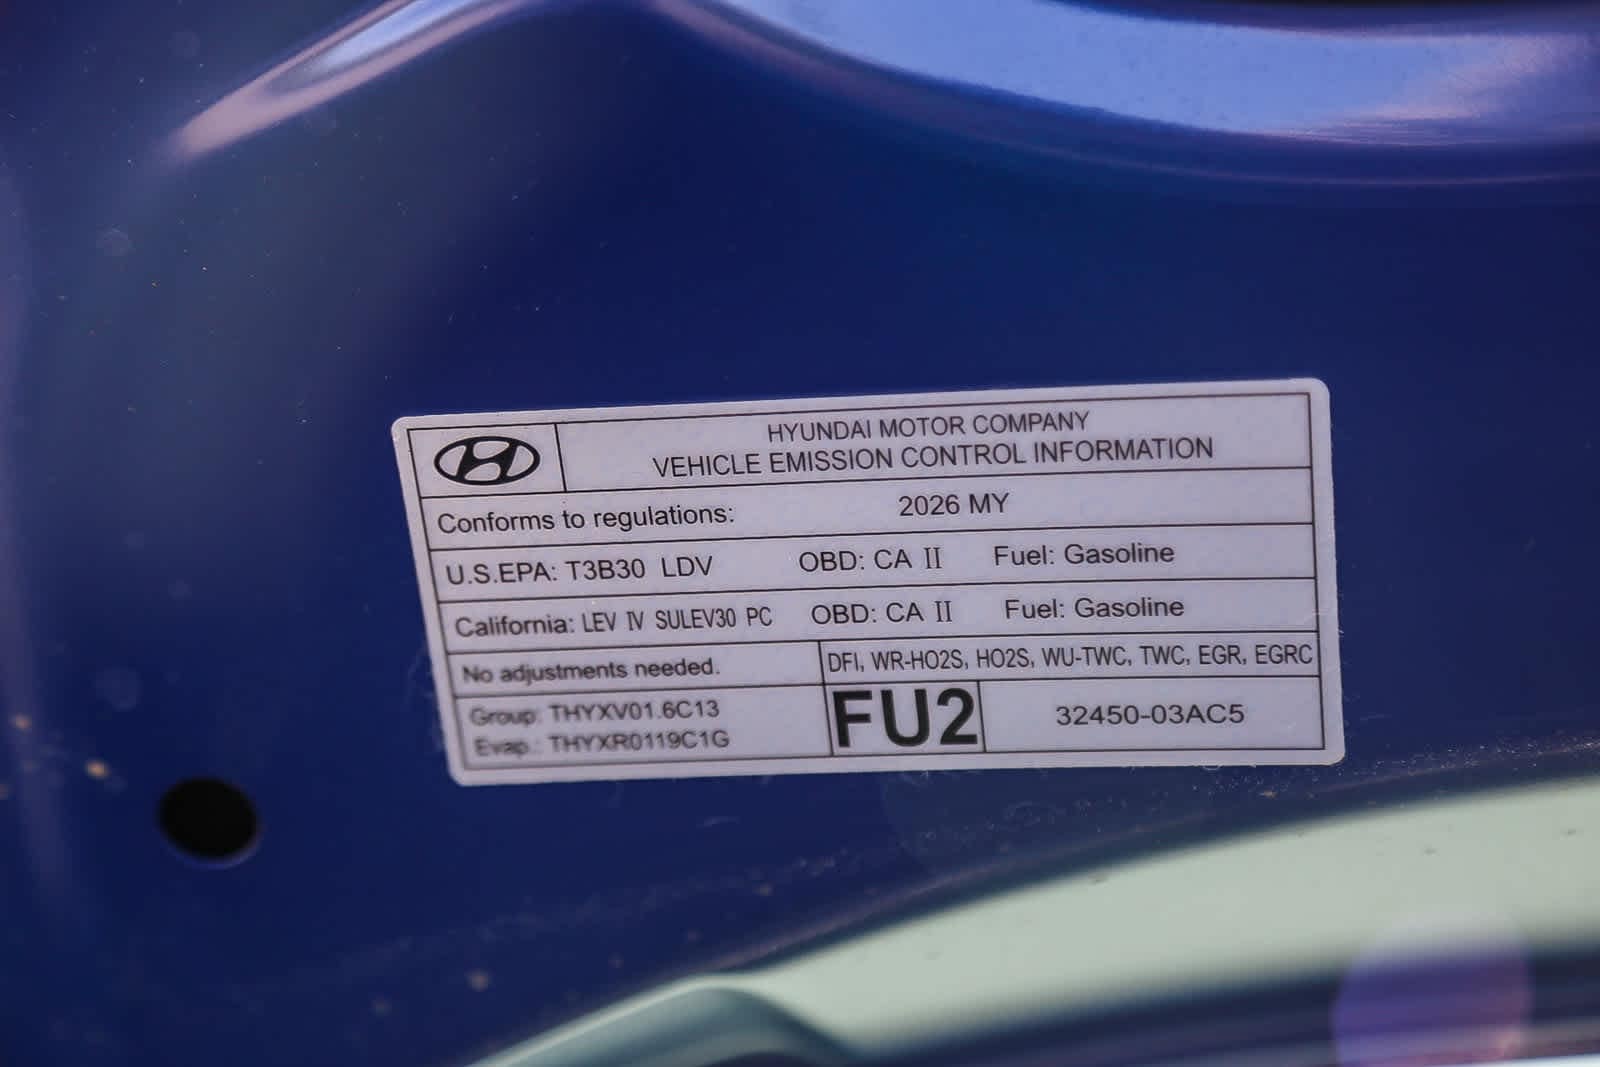 HYUNDAI MOTOR COMPANY
VEHICLE EMISSION CONTROL INFORMATION
Conforms to regulations: 2026 MY
U.S.EPA: T3B30 LDV OBD: CA II Fuel: Gasoline
California: LEV IV SULEV30 PC OBD: CA II Fuel: Gasoline
No adjustments needed. DFI, WR-HO2S, HO2S, WU-TWC, TWC, EGR, EGRC
Group: THYXV01.6C13
Evap.: THYXR0119C1G
FU2 32450-03AC5